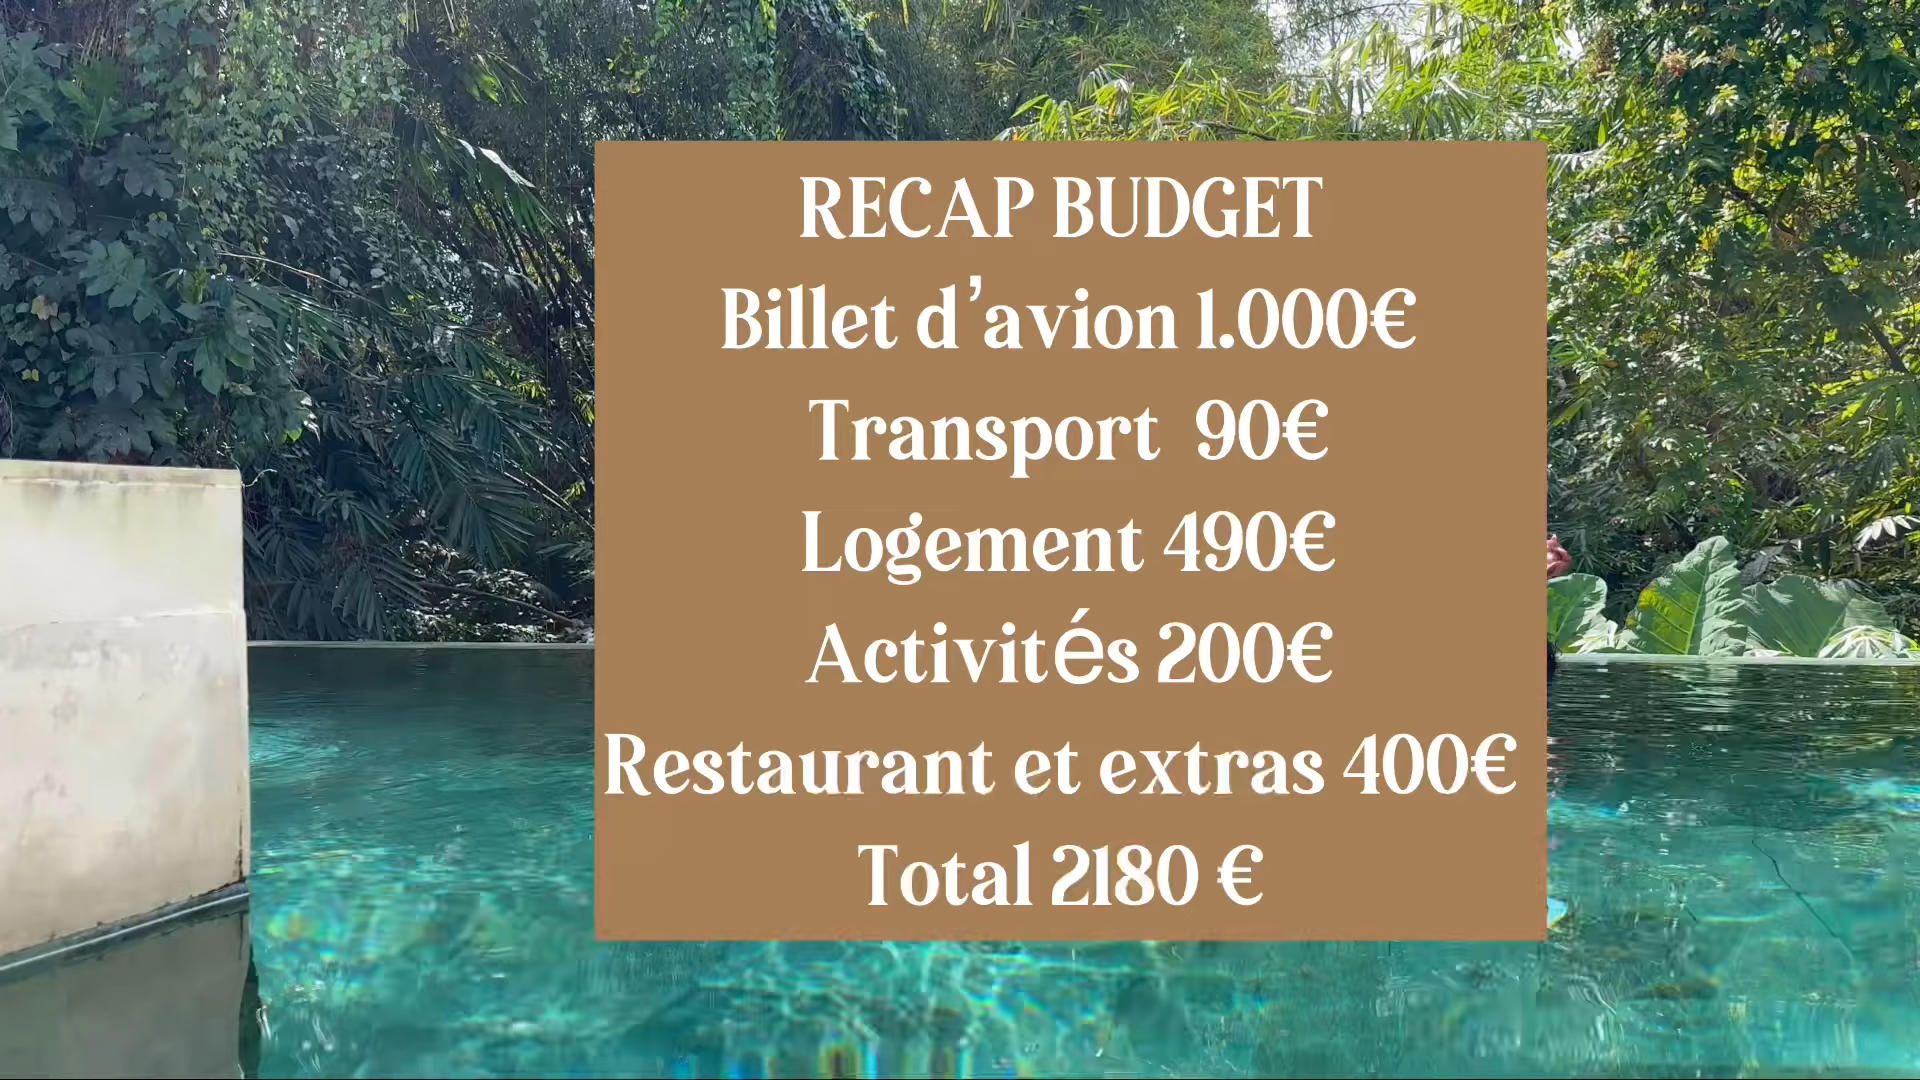 RECAP BUDGET
Billet d’avion 1.000€
Transport 90€
Logement 490€
Activités 200€
Restaurant et extras 400€
Total 2180 €